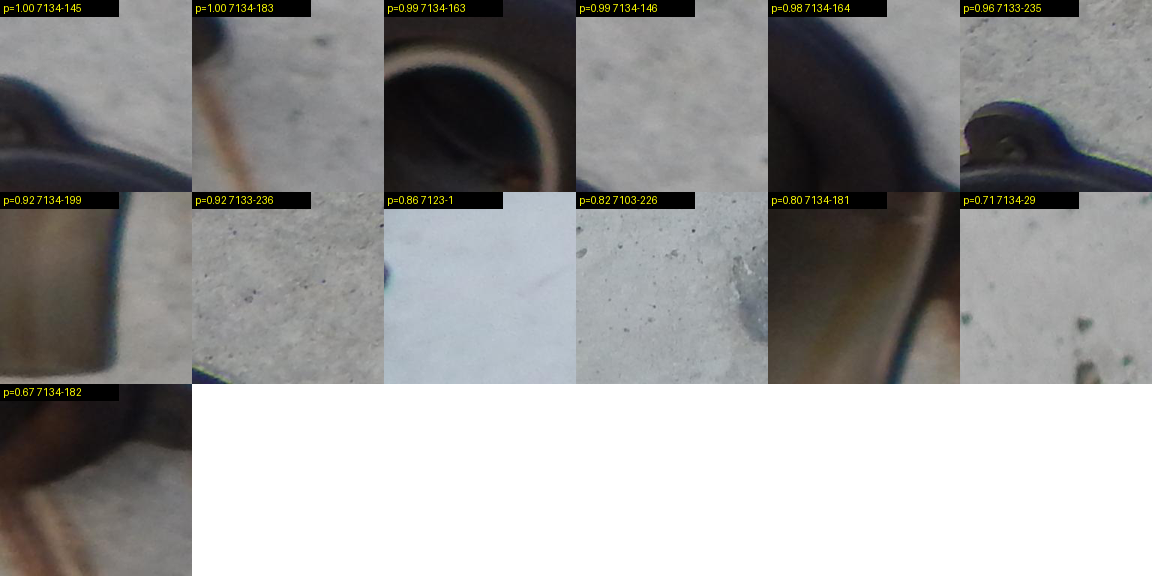 p=1.00 7134-145
p=1.00 7134-183
p=0.99 7134-163
p=0.99 7134-146
p=0.98 7134-164
p=0.96 7133-235
p=0.92 7134-199
p=0.92 7133-236
p=0.86 7123-1
p=0.82 7103-226
p=0.80 7134-181
p=0.71 7134-29
p=0.67 7134-182